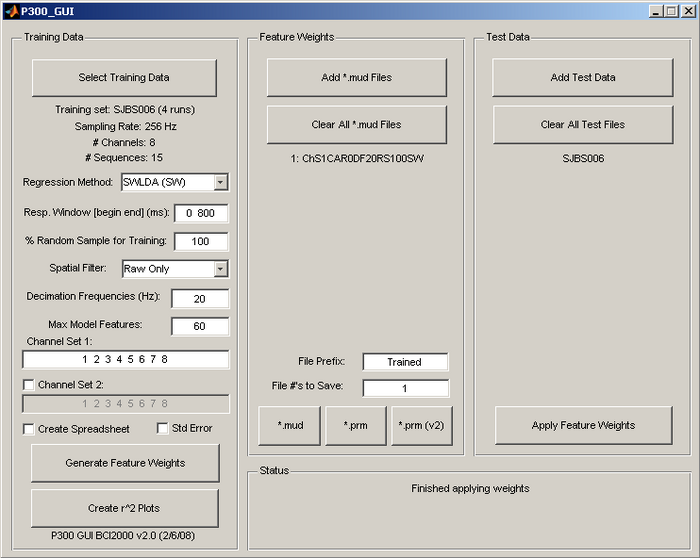 P300_GUI
Training Data
Select Training Data
Training set: SJBS006 (4 runs)
Sampling Rate: 256 Hz
# Channels: 8
# Sequences: 15
Regression Method: SWLDA (SW)
Resp. Window [begin end] (ms): 0 800
% Random Sample for Training: 100
Spatial Filter: Raw Only
Decimation Frequencies (Hz): 20
Max Model Features: 60
Channel Set 1:
1 2 3 4 5 6 7 8
Channel Set 2:
1 2 3 4 5 6 7 8
Create Spreadsheet Std Error
Generate Feature Weights
Create r^2 Plots
P300 GUI BCI2000 v2.0 (2/6/08)
Feature Weights
Add *.mud Files
Clear All *.mud Files
1: ChS1CAR0DF20RS100SW
File Prefix: Trained
File #'s to Save: 1
*.mud *.prm *.prm (v2)
Test Data
Add Test Data
Clear All Test Files
SJBS006
Apply Feature Weights
Status
Finished applying weights